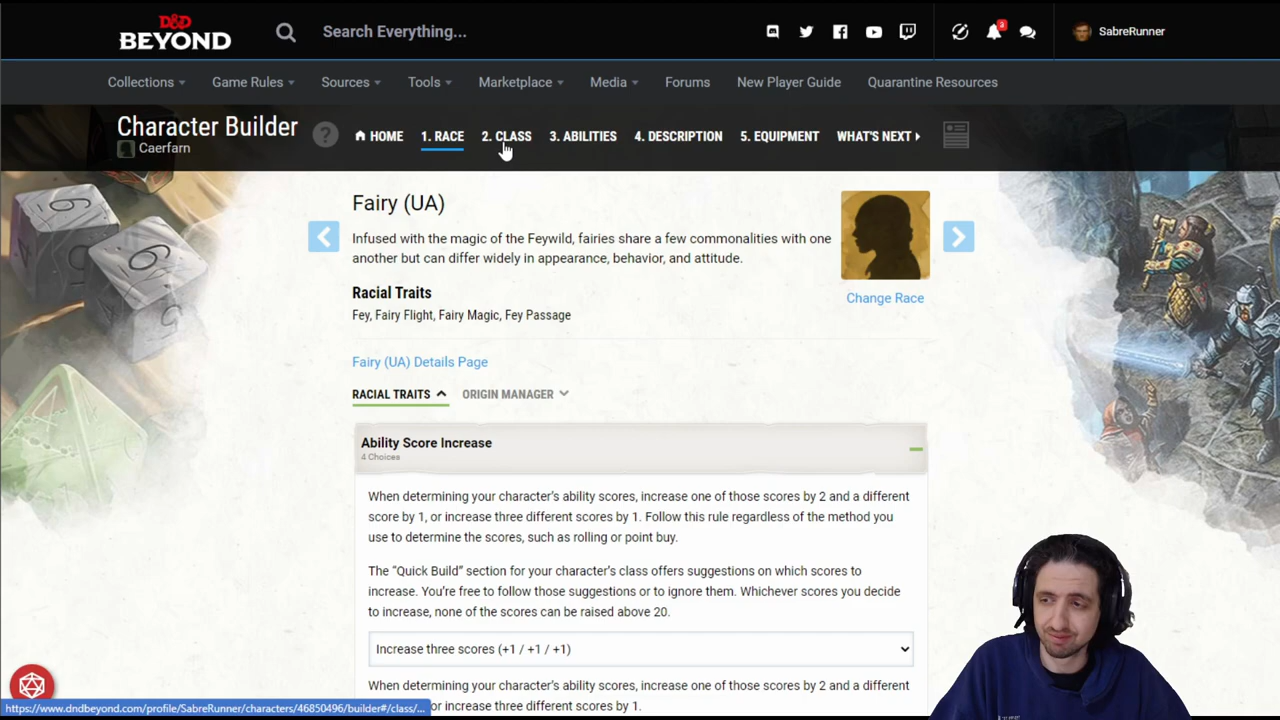 D&D
BEYOND
Search Everything...
3
SabreRunner
Collections
Game Rules
Sources
Tools
Marketplace
Media
Forums
New Player Guide
Quarantine Resources
Character Builder
Caerfarn
?
HOME
1. RACE
2. CLASS
3. ABILITIES
4. DESCRIPTION
5. EQUIPMENT
WHAT'S NEXT
Fairy (UA)
Infused with the magic of the Feywild, fairies share a few commonalities with one
another but can differ widely in appearance, behavior, and attitude.
Racial Traits
Fey, Fairy Flight, Fairy Magic, Fey Passage
Change Race
Fairy (UA) Details Page
RACIAL TRAITS
ORIGIN MANAGER
Ability Score Increase
4 Choices
When determining your character's ability scores, increase one of those scores by 2 and a different
score by 1, or increase three different scores by 1. Follow this rule regardless of the method you
use to determine the scores, such as rolling or point buy.
The "Quick Build" section for your character's class offers suggestions on which scores to
increase. You're free to follow those suggestions or to ignore them. Whichever scores you decide
to increase, none of the scores can be raised above 20.
Increase three scores (+1 / +1 / +1)
When determining your character's ability scores, increase one of those scores by 2 and a different
or increase three different scores by 1.
https://www.dndbeyond.com/profile/SabreRunner/characters/46850496/builder#/class/...